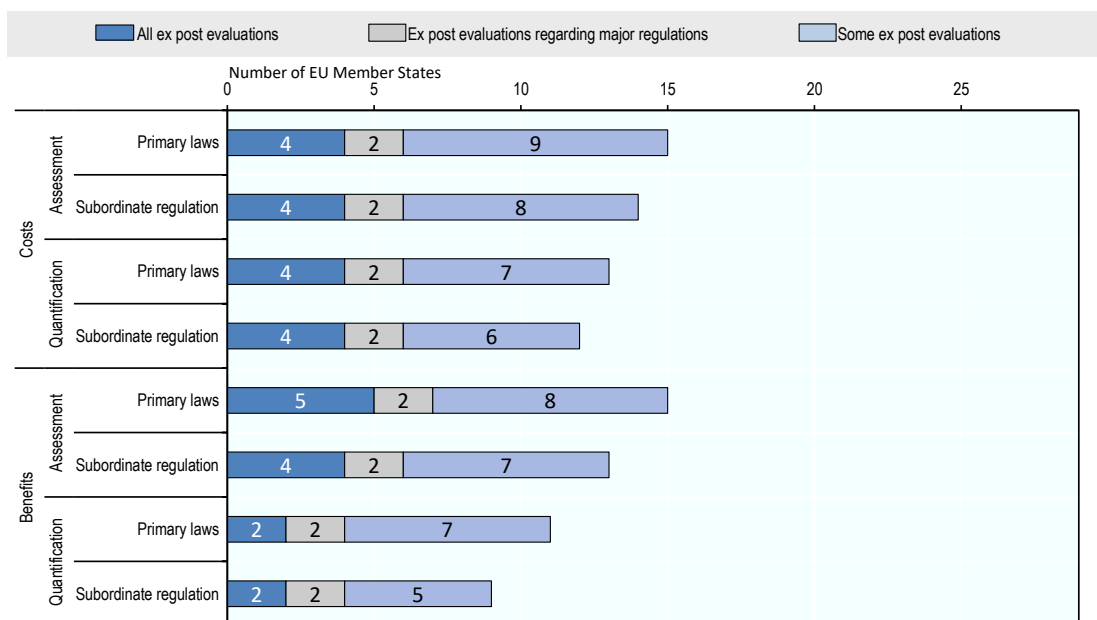 All ex post evaluations Ex post evaluations regarding major regulations Some ex post evaluations
Number of EU Member States
0 5 10 15 20 25
Costs
Assessment
Primary laws 4 2 9
Subordinate regulation 4 2 8
Quantification
Primary laws 4 2 7
Subordinate regulation 4 2 6
Benefits
Assessment
Primary laws 5 2 8
Subordinate regulation 4 2 7
Quantification
Primary laws 2 2 7
Subordinate regulation 2 2 5